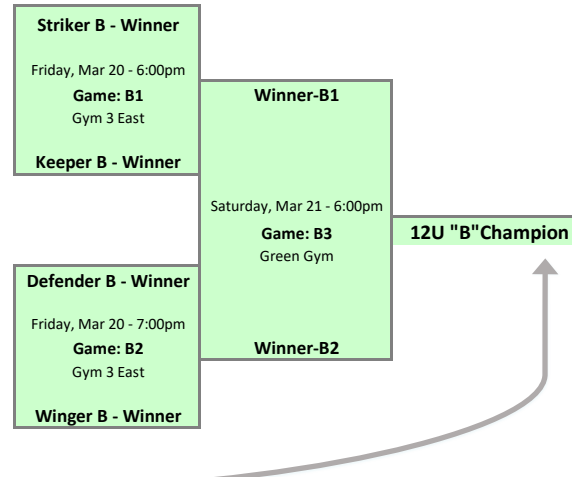 Striker B - Winner
Friday, Mar 20 - 6:00pm
Game: B1
Gym 3 East
Keeper B - Winner
Winner-B1
Saturday, Mar 21 - 6:00pm
Game: B3
Green Gym
Winner-B2
12U "B"Champion
Defender B - Winner
Friday, Mar 20 - 7:00pm
Game: B2
Gym 3 East
Winger B - Winner